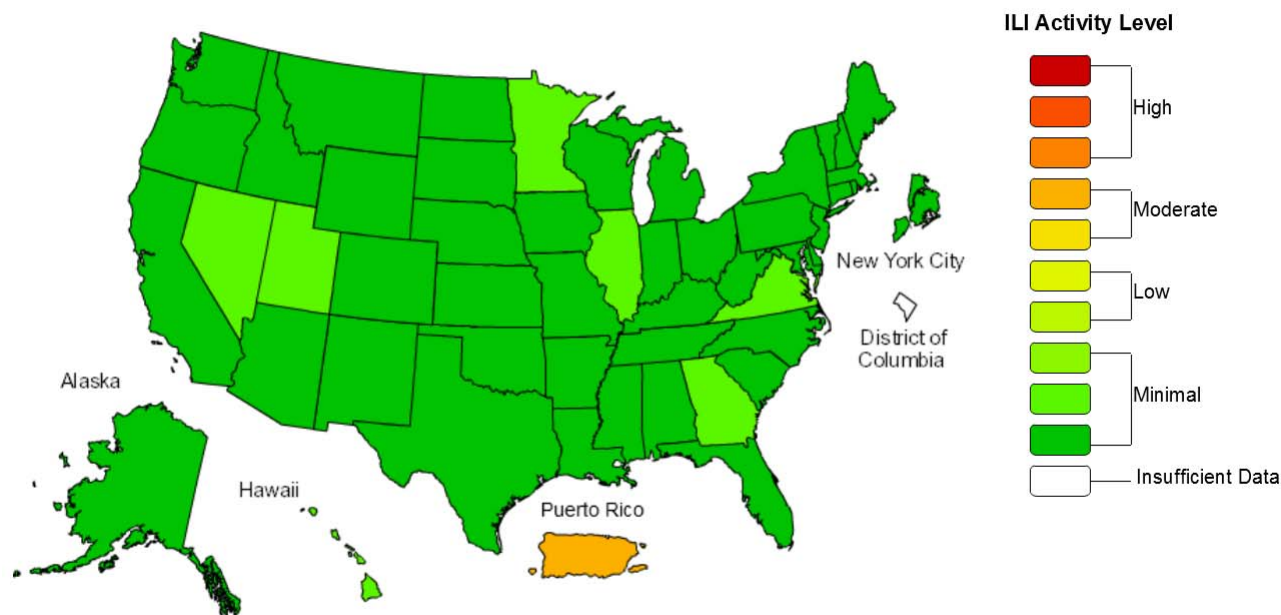 ILI Activity Level
High
Moderate
Low
Minimal
Insufficient Data
New York City
District of
Columbia
Alaska
Hawaii
Puerto Rico